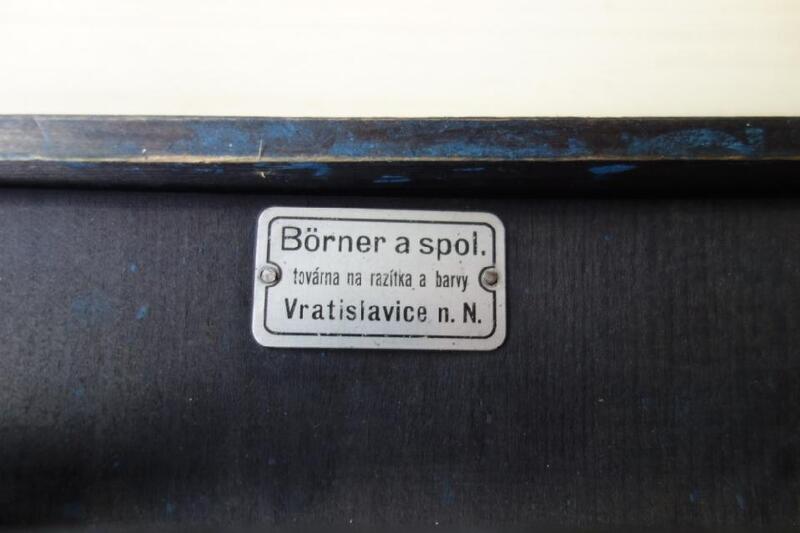 Börner a spol.
továrna na razítka a barvy
Vratislavice n. N.